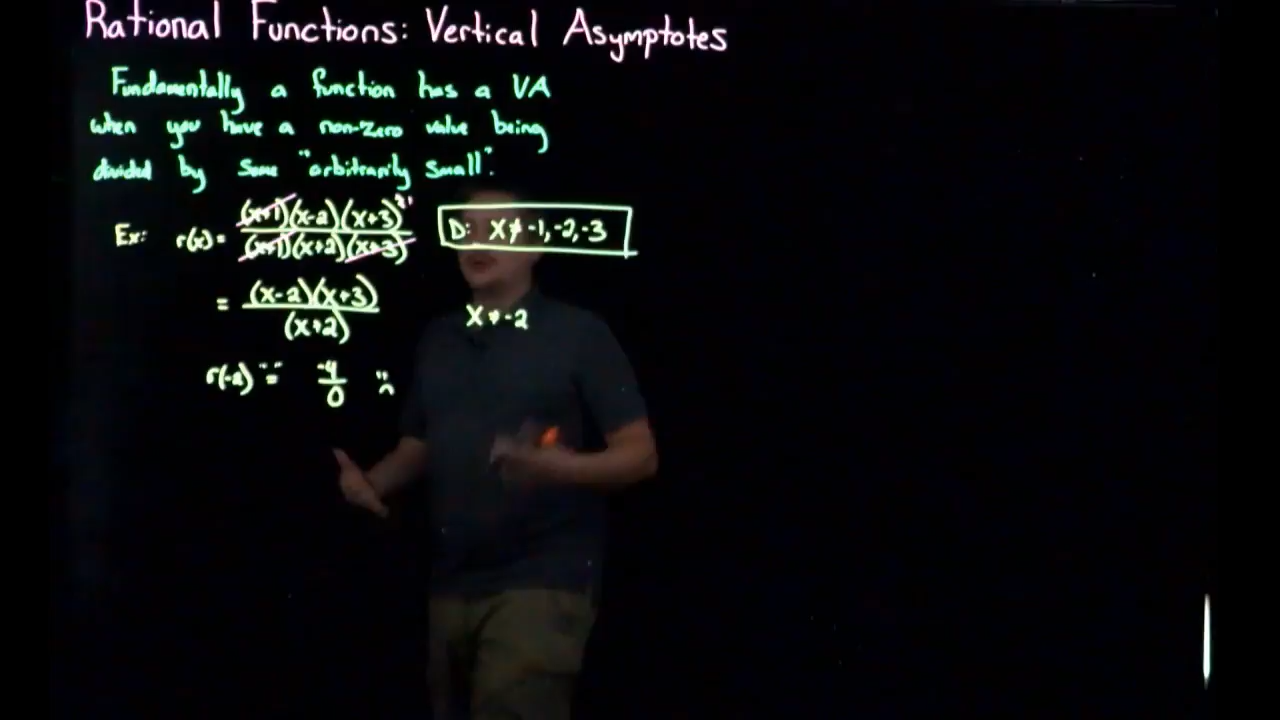 Rational Functions: Vertical Asymptotes
Fundamentally a function has a VA
when you have a non-zero value being
divided by some "arbitrarily small".
Ex: r(x) = (x+1)(x-2)(x+3)^2 1 / (x+1)(x+2)(x+3)
D: x ≠ -1, -2, -3
= (x-2)(x+3) / (x+2)
x ≠ -2
r(-2) "=" -4/0